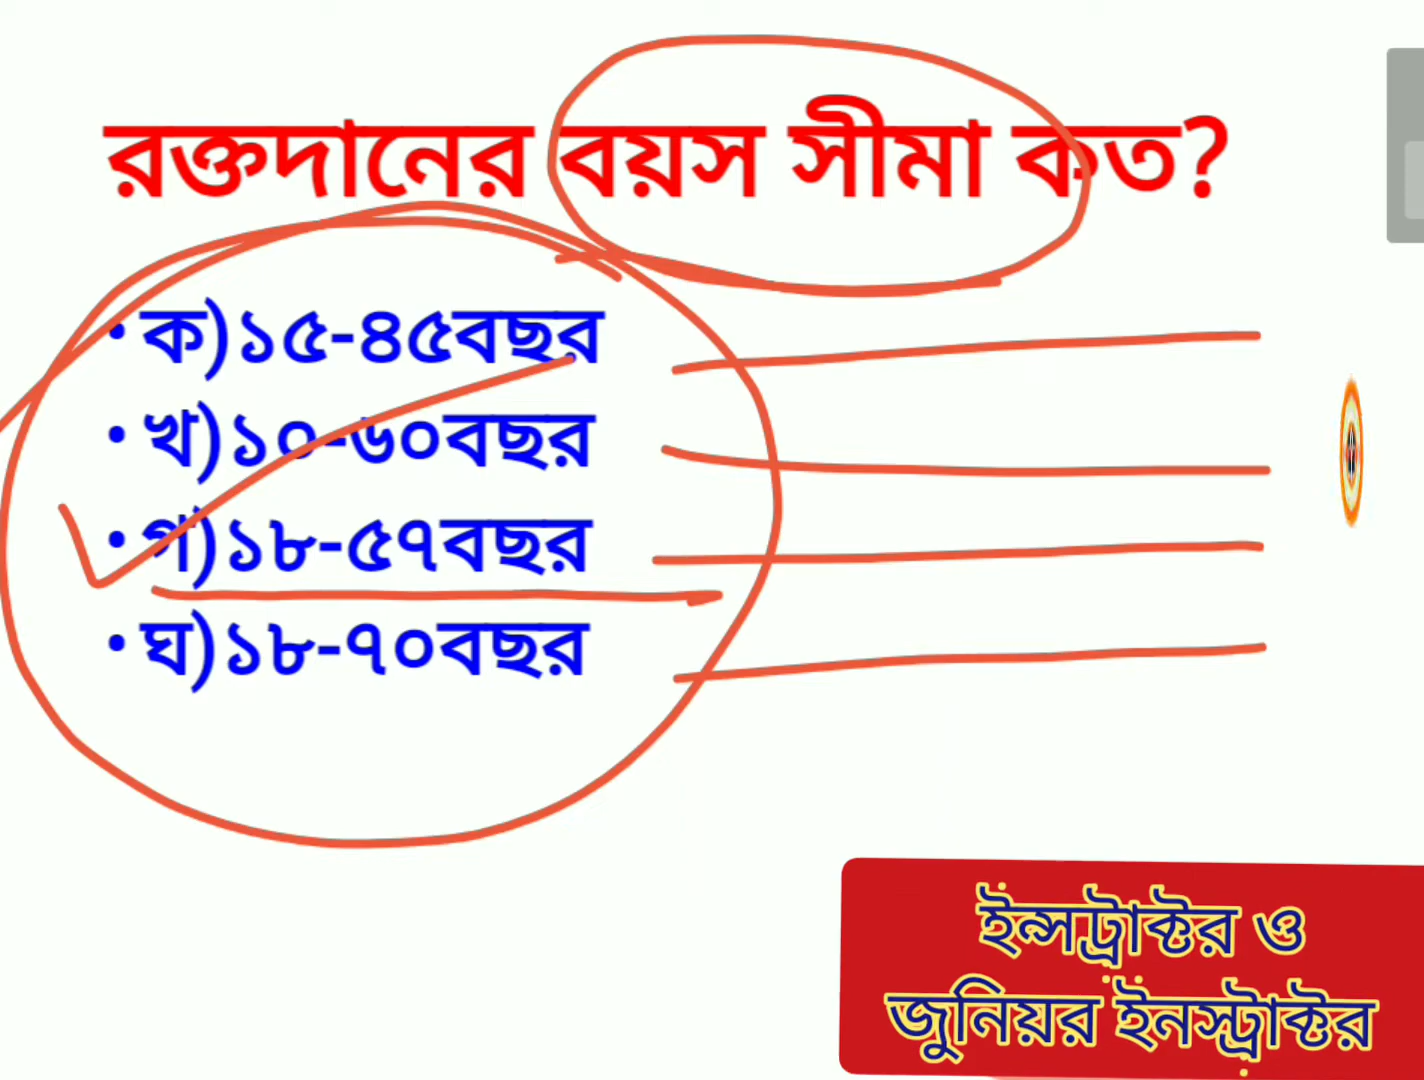 রক্তদানের বয়স সীমা কত?
• ক)১৫-৪৫বছর
• খ)১০-৬০বছর
• গ)১৮-৫৭বছর
• ঘ)১৮-৭০বছর
ইন্সট্রাক্টর ও
জুনিয়র ইনস্ট্রাক্টর